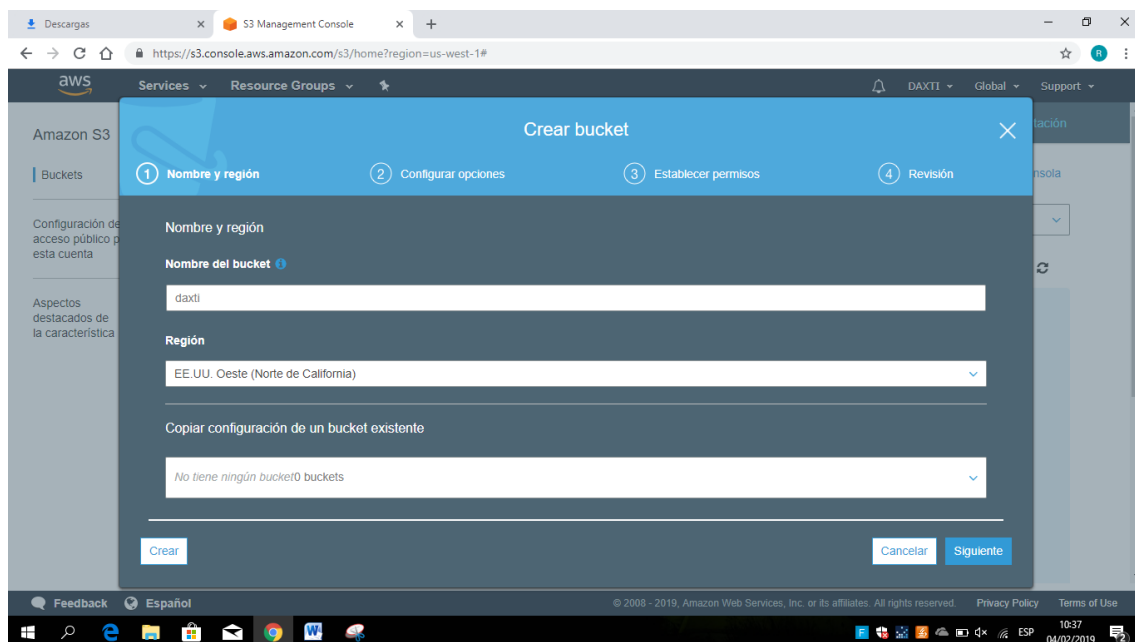 Descargas
S3 Management Console
https://s3.console.aws.amazon.com/s3/home?region=us-west-1#
R
aws
Services
Resource Groups
DAXTI
Global
Support
Amazon S3
Crear bucket
tación
Buckets
1 Nombre y región
2 Configurar opciones
3 Establecer permisos
4 Revisión
nsola
Configuración de
acceso público p
esta cuenta
Nombre y región
Nombre del bucket
daxti
Aspectos
destacados de
la característica
Región
EE.UU. Oeste (Norte de California)
Copiar configuración de un bucket existente
No tiene ningún bucket0 buckets
Crear
Cancelar
Siguiente
Feedback
Español
© 2008 - 2019, Amazon Web Services, Inc. or its affiliates. All rights reserved.
Privacy Policy
Terms of Use
ESP
10:37
04/02/2019